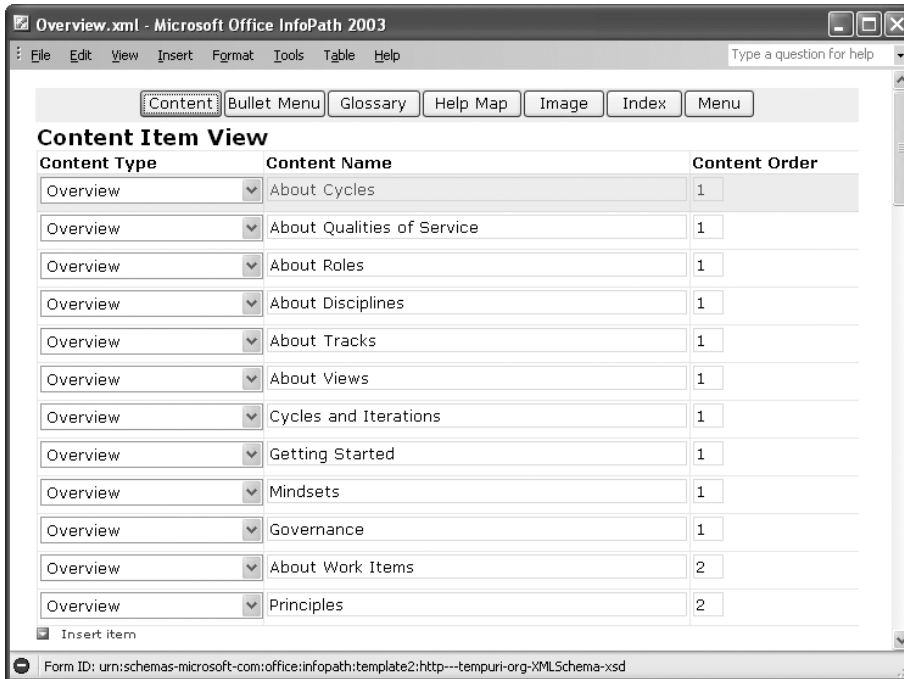 Overview.xml - Microsoft Office InfoPath 2003
File Edit View Insert Format Tools Table Help Type a question for help
Content Bullet Menu Glossary Help Map Image Index Menu
Content Item View
Content Type Content Name Content Order
Overview About Cycles 1
Overview About Qualities of Service 1
Overview About Roles 1
Overview About Disciplines 1
Overview About Tracks 1
Overview About Views 1
Overview Cycles and Iterations 1
Overview Getting Started 1
Overview Mindsets 1
Overview Governance 1
Overview About Work Items 2
Overview Principles 2
Insert item
Form ID: urn:schemas-microsoft-com:office:infopath:template2:http---tempuri-org-XMLSchema-xsd